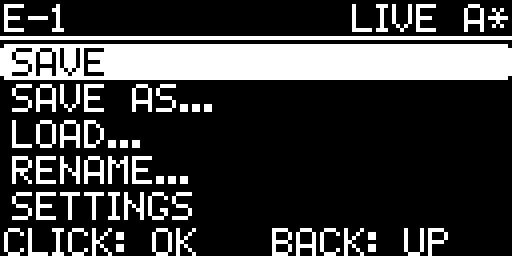 E-1 LIVE A*
SAVE
SAVE AS...
LOAD...
RENAME...
SETTINGS
CLICK: OK BACK: UP